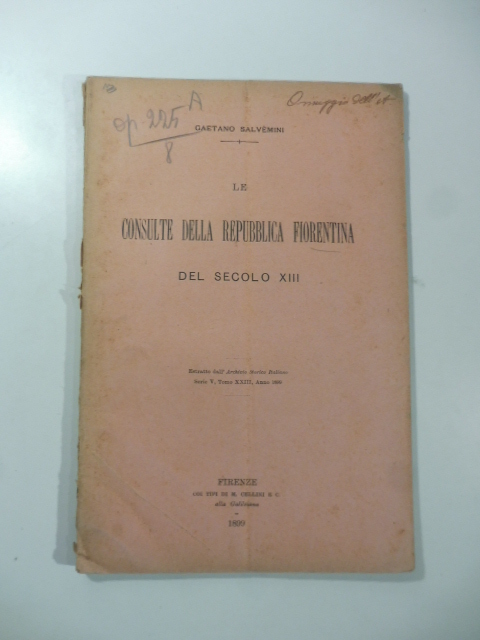 Omaggio dell'A
op. 225 A
8
GAETANO SALVEMINI
LE
CONSULTE DELLA REPUBBLICA FIORENTINA
DEL SECOLO XIII
Estratto dall'Archivio Storico Italiano
Serie V, Tomo XXIII, Anno 1899
FIRENZE
COI TIPI DI M. CELLINI E C.
alla Galileiana
1899